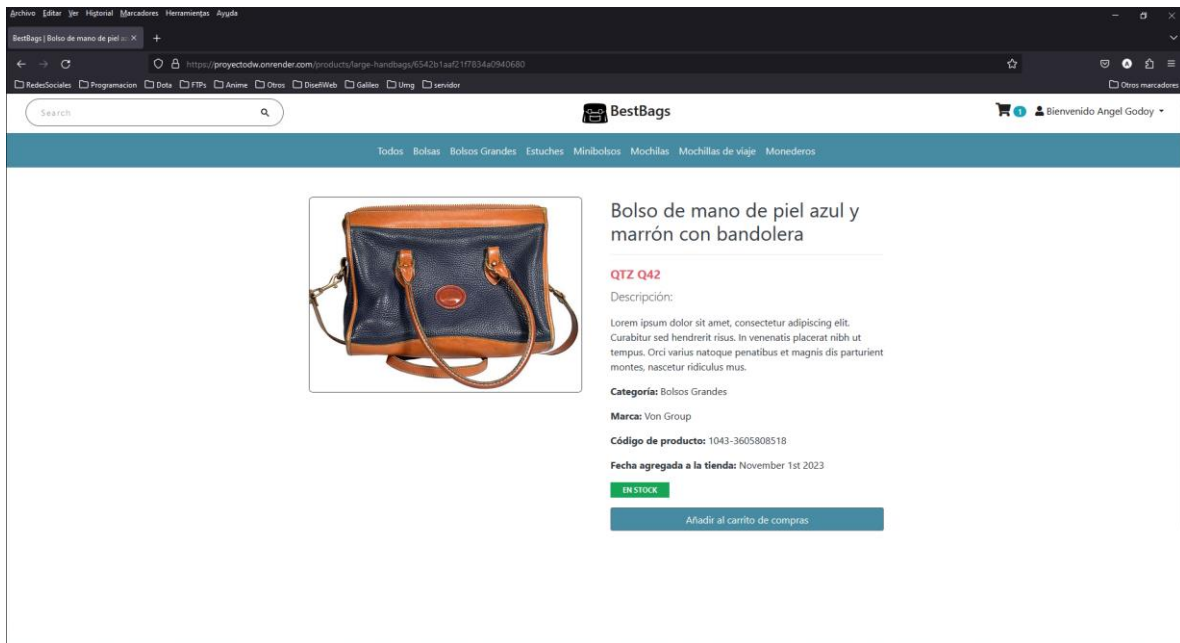 Archivo Editar Ver Historial Marcadores Herramientas Ayuda
BestBags | Bolso de mano de piel az
https://proyectodw.onrender.com/products/large-handbags/6542b1aaf21f7834a0940680
RedesSociales Programacion Dota FTPs Anime Otros DiseñWeb Galileo Umg servidor Otros marcadores
Search BestBags 1 Bienvenido Angel Godoy
Todos Bolsas Bolsos Grandes Estuches Minibolsos Mochilas Mochillas de viaje Monederos
Bolso de mano de piel azul y
marrón con bandolera
QTZ Q42
Descripción:
Lorem ipsum dolor sit amet, consectetur adipiscing elit.
Curabitur sed hendrerit risus. In venenatis placerat nibh ut
tempus. Orci varius natoque penatibus et magnis dis parturient
montes, nascetur ridiculus mus.
Categoría: Bolsos Grandes
Marca: Von Group
Código de producto: 1043-3605808518
Fecha agregada a la tienda: November 1st 2023
EN STOCK
Añadir al carrito de compras